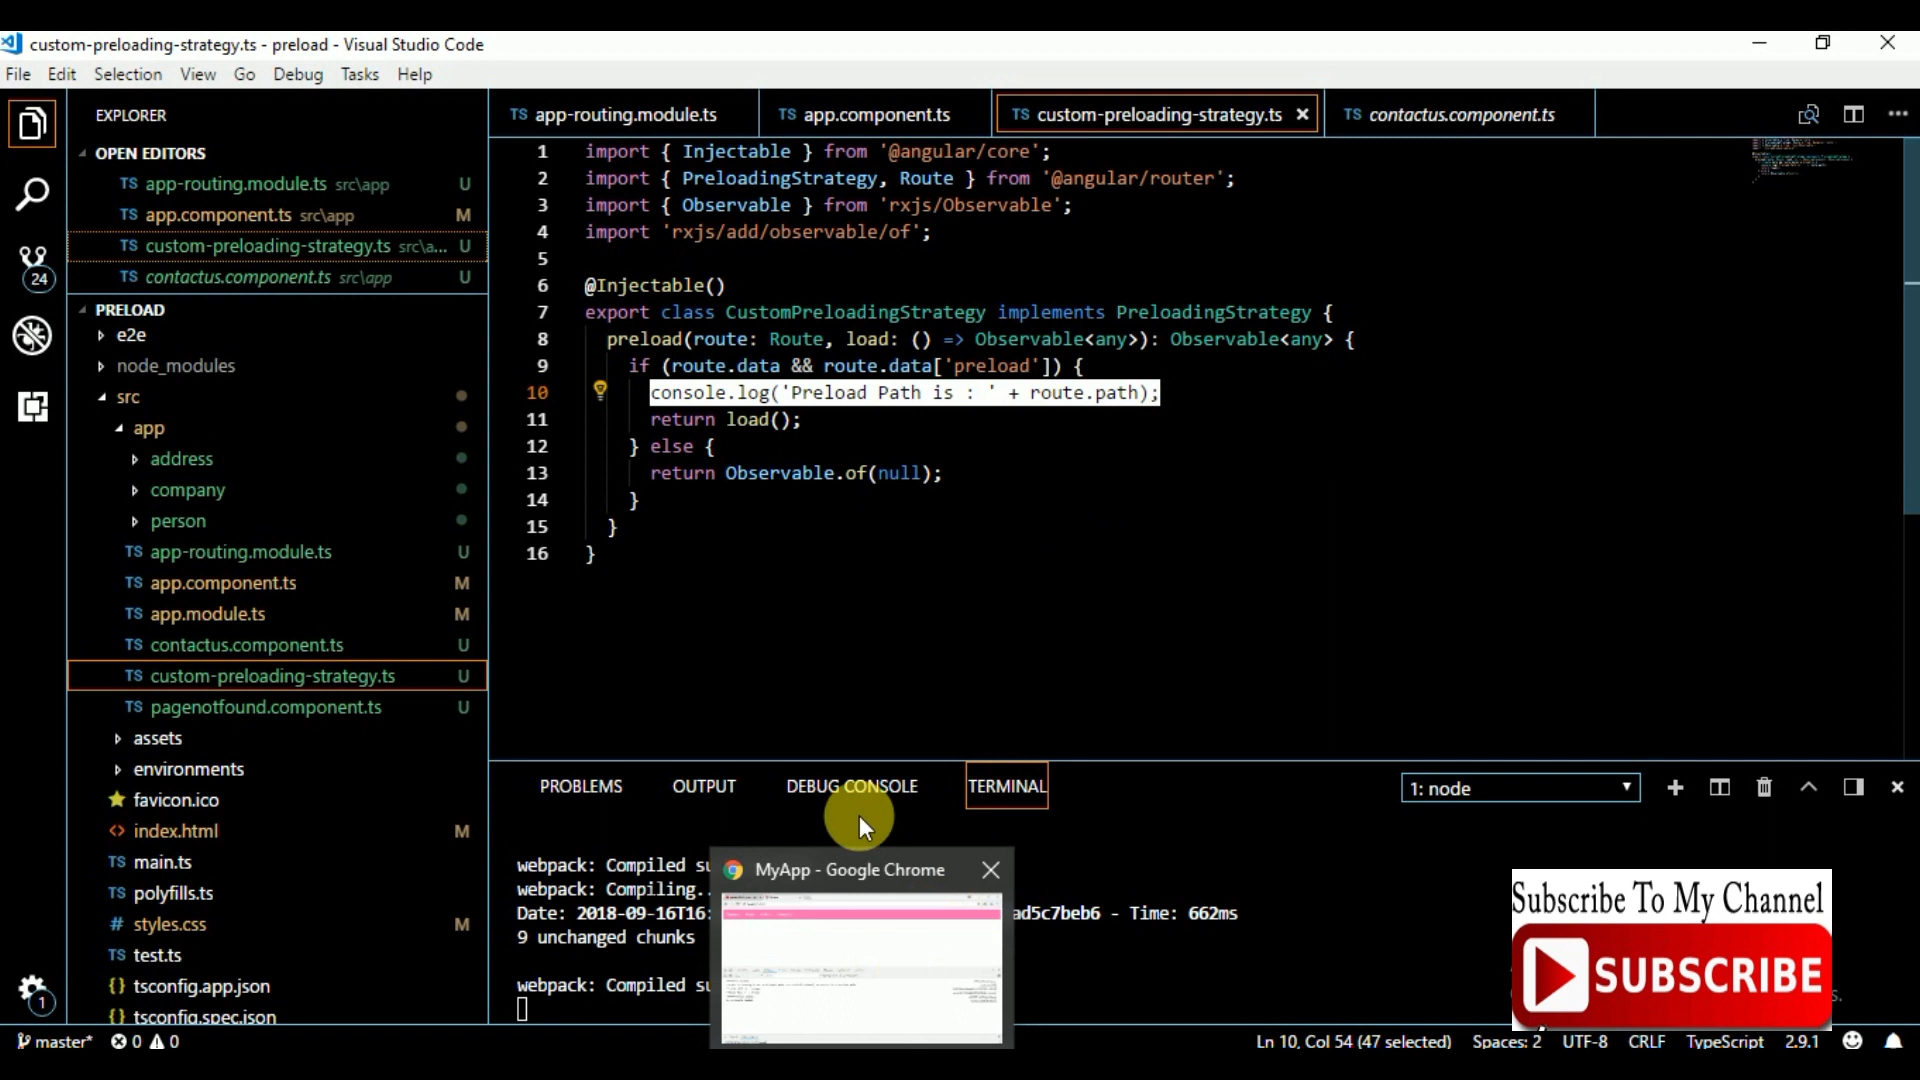 custom-preloading-strategy.ts - preload - Visual Studio Code
File Edit Selection View Go Debug Tasks Help
EXPLORER
OPEN EDITORS
TS app-routing.module.ts src\app U
TS app.component.ts src\app M
TS custom-preloading-strategy.ts src\a... U
TS contactus.component.ts src\app U
24
PRELOAD
e2e
node_modules
src
app
address
company
person
TS app-routing.module.ts U
TS app.component.ts M
TS app.module.ts M
TS contactus.component.ts U
TS custom-preloading-strategy.ts U
TS pagenotfound.component.ts U
assets
environments
favicon.ico
<> index.html M
TS main.ts
TS polyfills.ts
# styles.css M
TS test.ts
{} tsconfig.app.json
{} tsconfig.spec.json
1
TS app-routing.module.ts TS app.component.ts TS custom-preloading-strategy.ts TS contactus.component.ts
1 import { Injectable } from '@angular/core';
2 import { PreloadingStrategy, Route } from '@angular/router';
3 import { Observable } from 'rxjs/Observable';
4 import 'rxjs/add/observable/of';
5
6 @Injectable()
7 export class CustomPreloadingStrategy implements PreloadingStrategy {
8 preload(route: Route, load: () => Observable<any>): Observable<any> {
9 if (route.data && route.data['preload']) {
10 console.log('Preload Path is : ' + route.path);
11 return load();
12 } else {
13 return Observable.of(null);
14 }
15 }
16 }
PROBLEMS OUTPUT DEBUG CONSOLE TERMINAL 1: node
webpack: Compiled su
webpack: Compiling..
Date: 2018-09-16T16: ad5c7beb6 - Time: 662ms
9 unchanged chunks
webpack: Compiled su
MyApp - Google Chrome
Subscribe To My Channel
SUBSCRIBE
s.
master* 0 0 Ln 10, Col 54 (47 selected) Spaces: 2 UTF-8 CRLF TypeScript 2.9.1